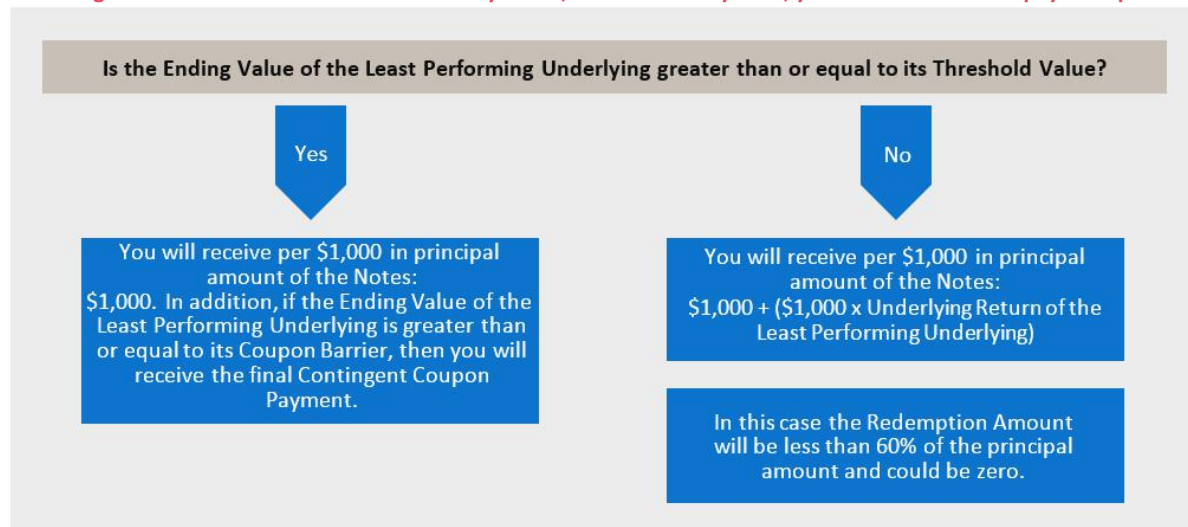 Is the Ending Value of the Least Performing Underlying greater than or equal to its Threshold Value?
Yes
No
You will receive per $1,000 in principal
amount of the Notes:
$1,000. In addition, if the Ending Value of the
Least Performing Underlying is greater than
or equal to its Coupon Barrier, then you will
receive the final Contingent Coupon
Payment.
You will receive per $1,000 in principal
amount of the Notes:
$1,000 + ($1,000 x Underlying Return of the
Least Performing Underlying)
In this case the Redemption Amount
will be less than 60% of the principal
amount and could be zero.